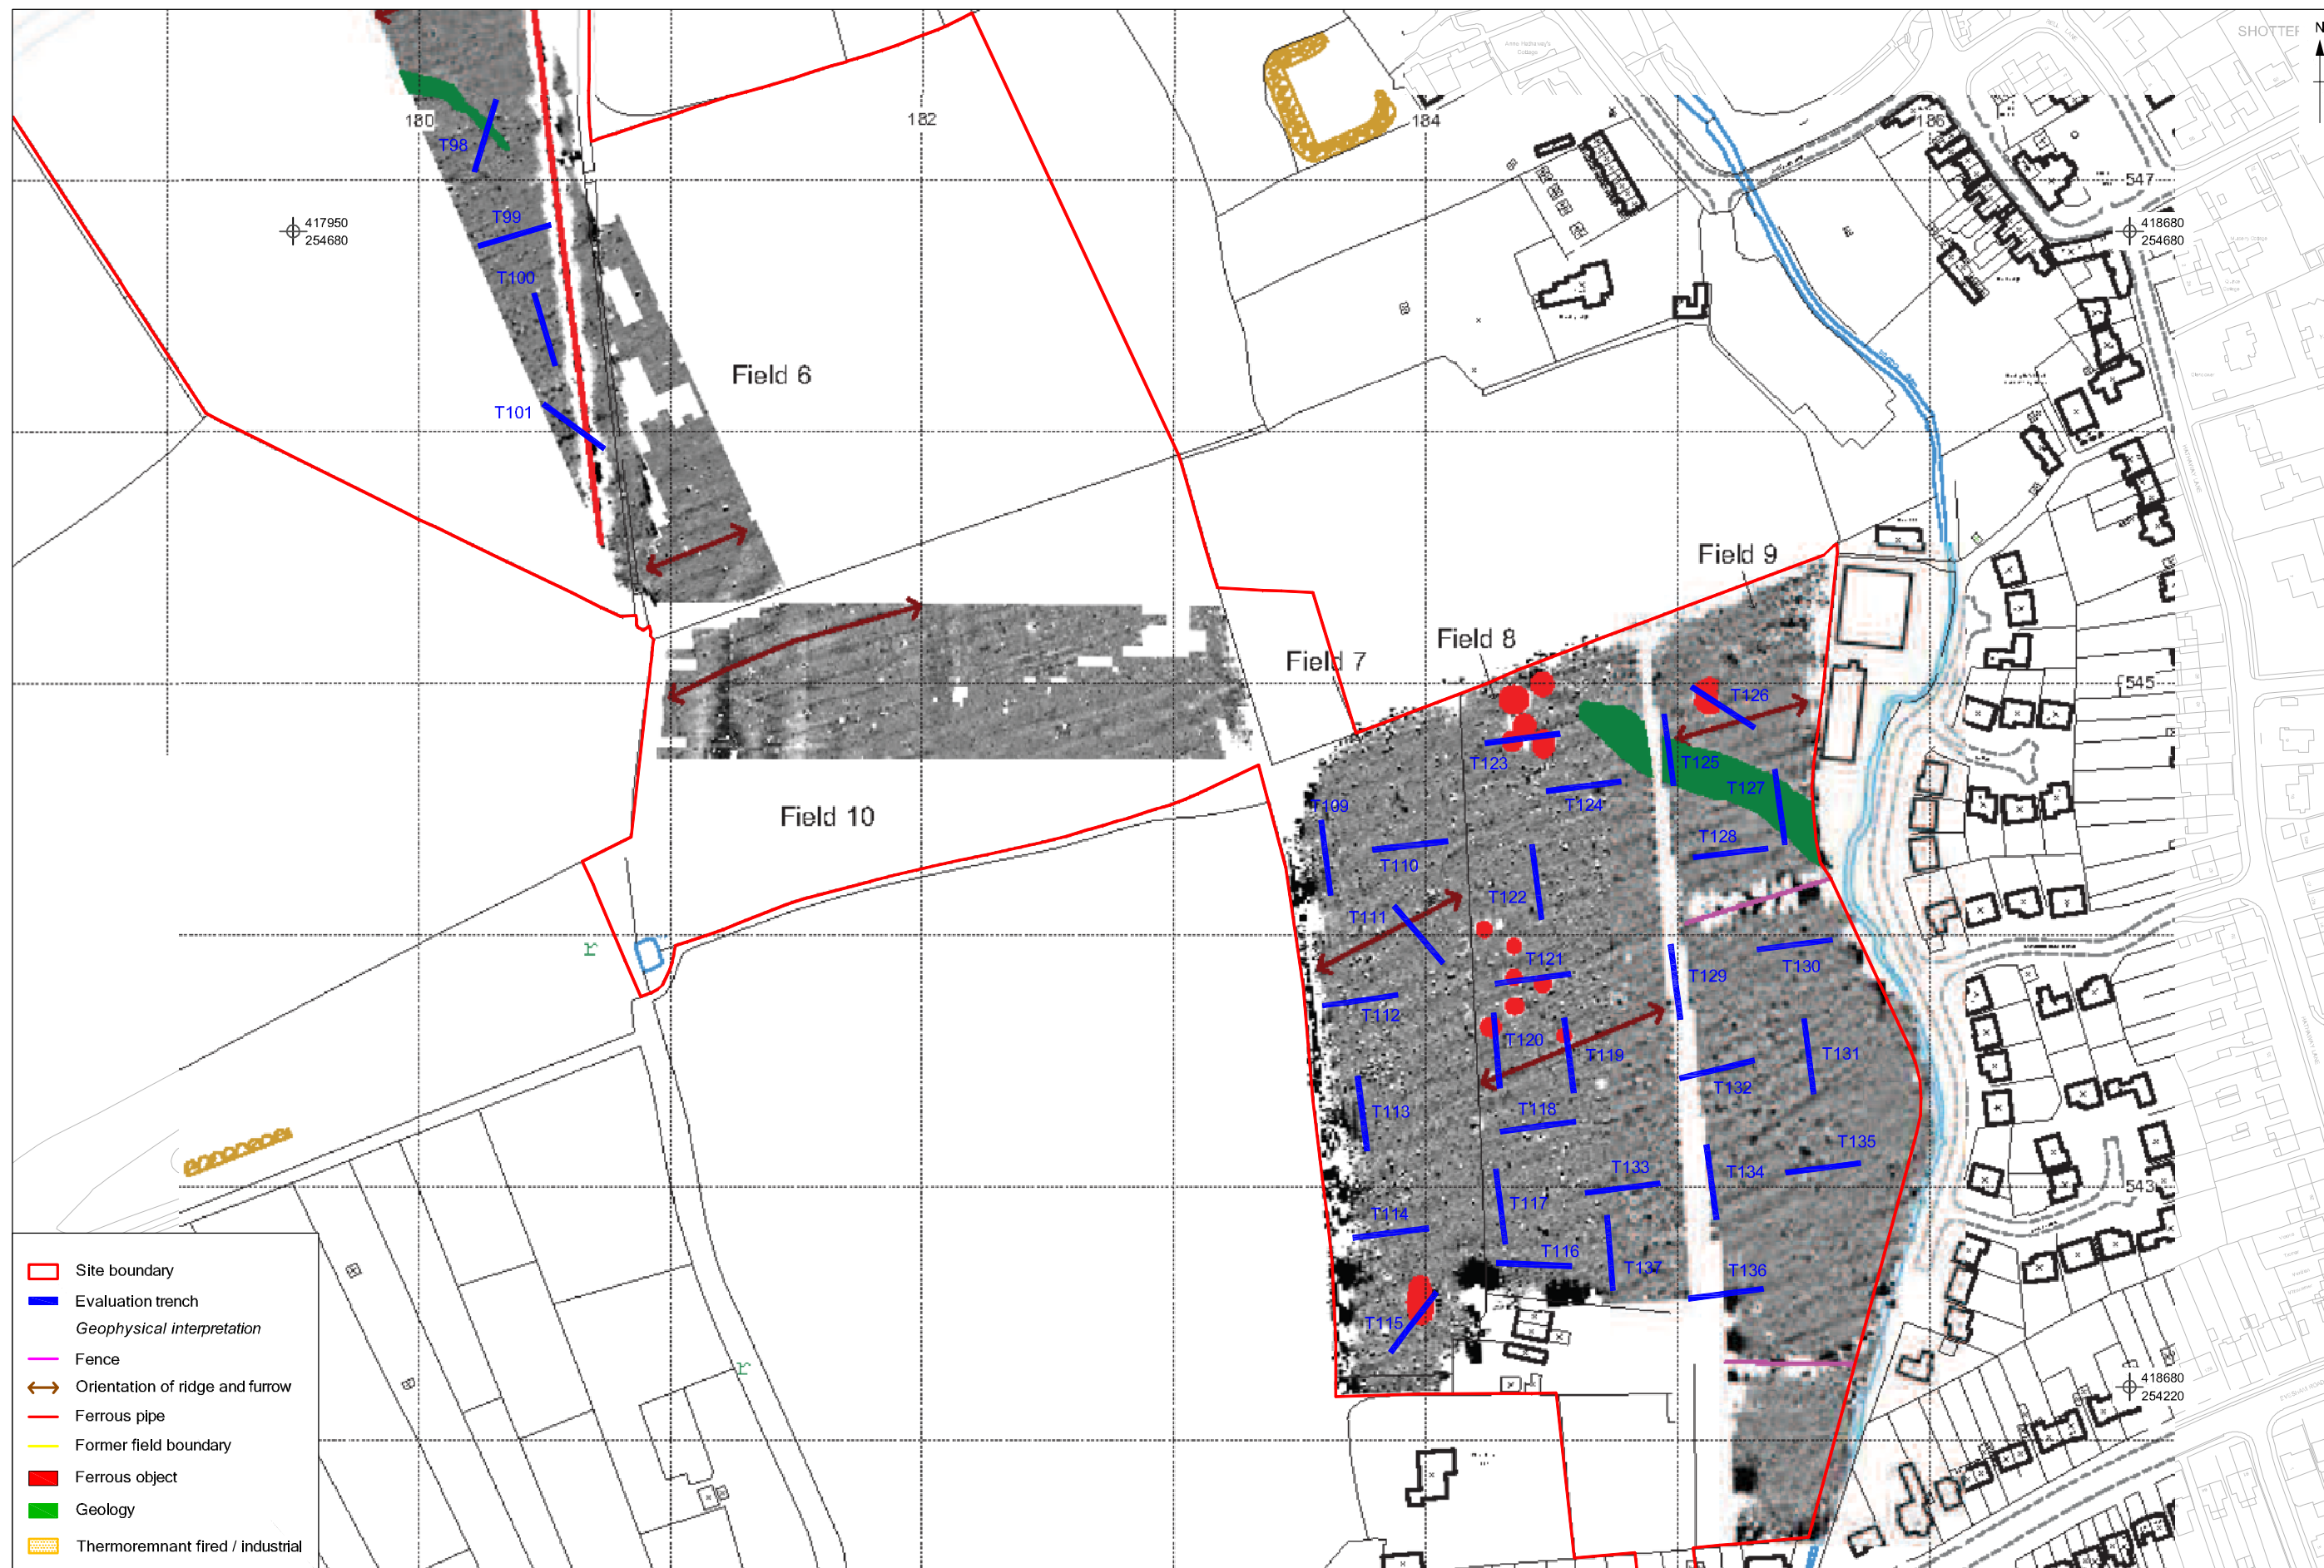 SHOTTER
N
Anne Hathaway's
Cottage
180
182
184
186
T98
547
T99
417950
254680
418680
254680
T100
Field 6
T101
Field 9
Field 8
Field 7
545
T126
T123
T125
T127
T124
T109
Field 10
T128
T110
T122
T111
r
T121
T130
T129
T112
T120
T119
T131
T132
T113
T118
T135
T133
T134
543
T117
T114
T116
T137
T136
T115
r
418680
254220
Site boundary
Evaluation trench
Geophysical interpretation
Fence
Orientation of ridge and furrow
Ferrous pipe
Former field boundary
Ferrous object
Geology
Thermoremnant fired / industrial